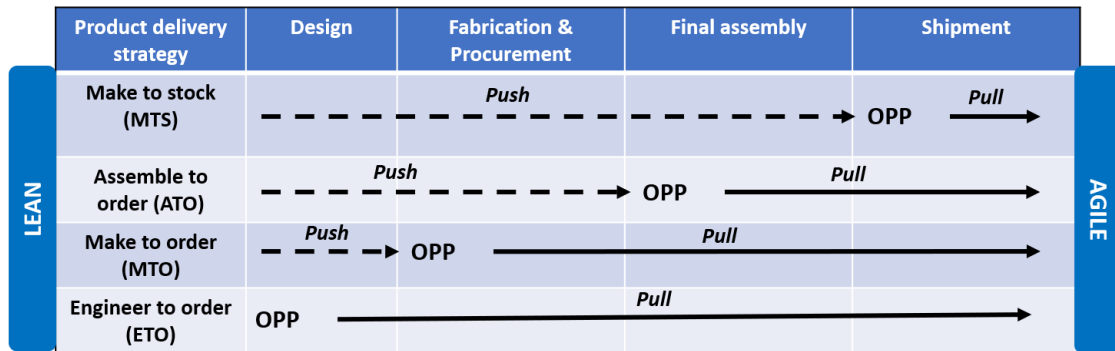 Product delivery
strategy
Design
Fabrication &
Procurement
Final assembly
Shipment
LEAN
Make to stock
(MTS)
Push
OPP
Pull
Assemble to
order (ATO)
Push
OPP
Pull
Make to order
(MTO)
Push
OPP
Pull
Engineer to order
(ETO)
OPP
Pull
AGILE